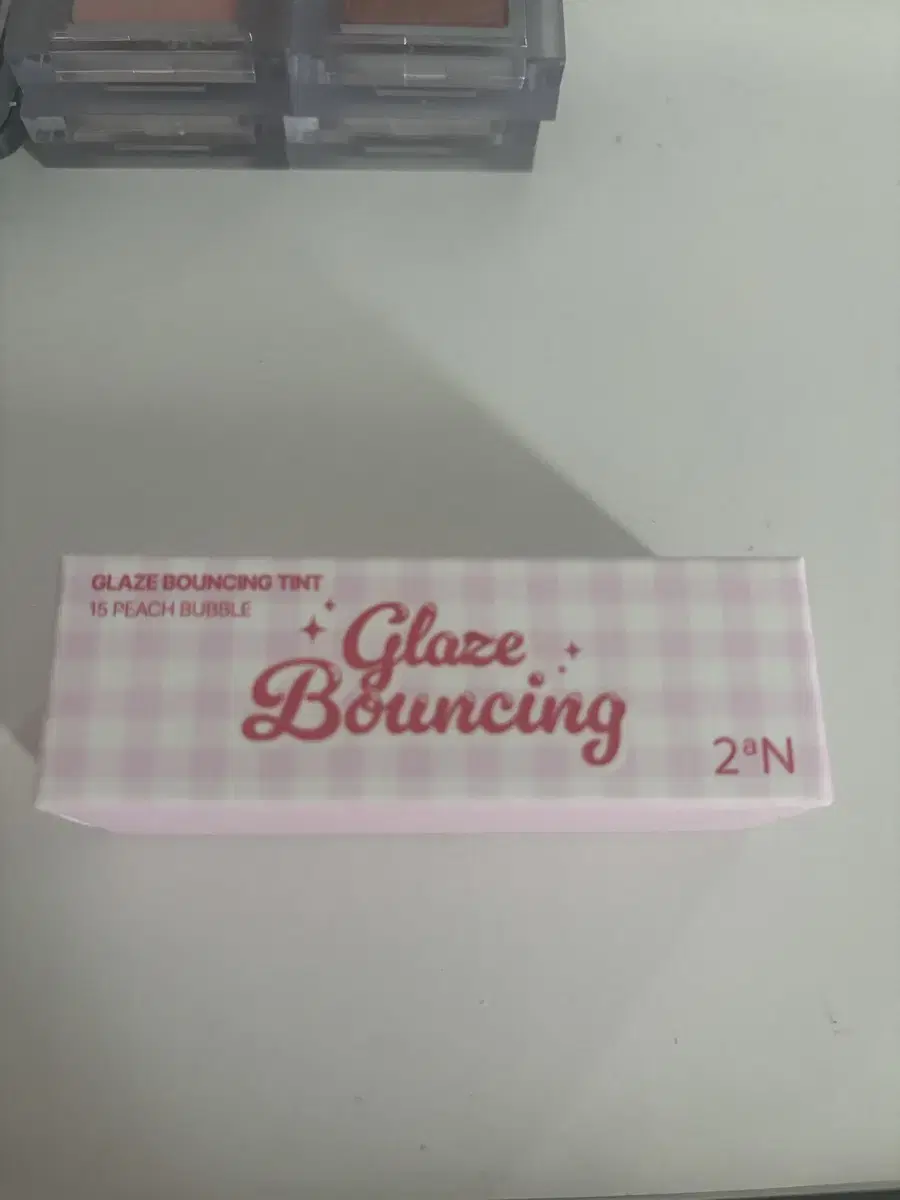 GLAZE BOUNCING TINT
15 PEACH BUBBLE
Glaze
Bouncing
2ªN